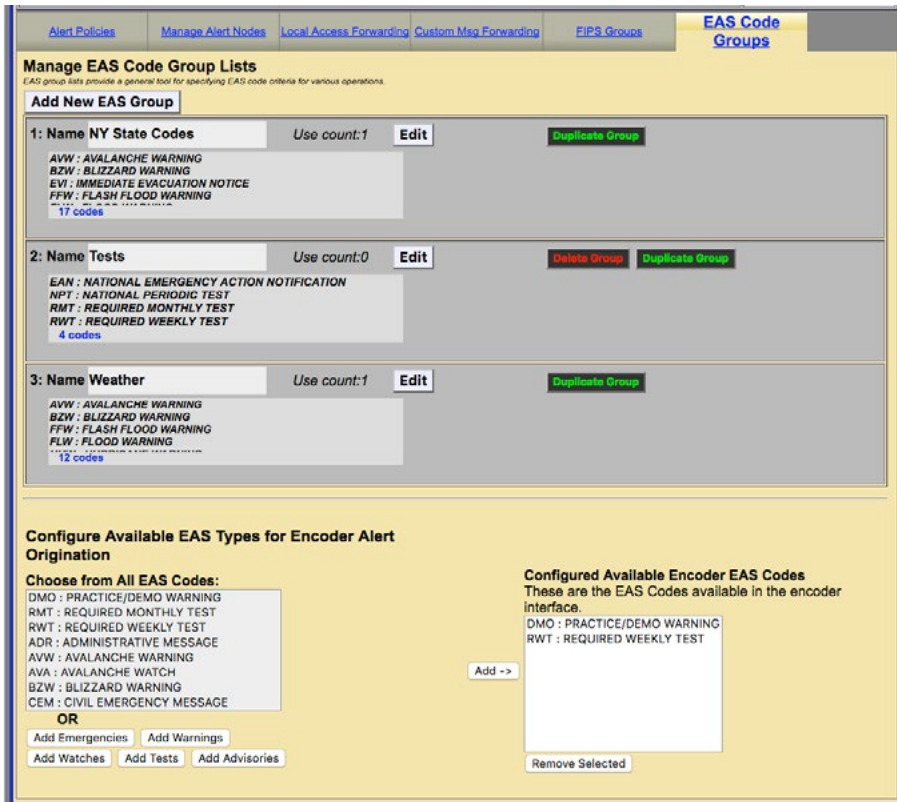 Alert Policies Manage Alert Nodes Local Access Forwarding Custom Msg Forwarding FIPS Groups EAS Code Groups
Manage EAS Code Group Lists
EAS group lists provide a general tool for specifying EAS code criteria for various operations.
Add New EAS Group
1: Name NY State Codes Use count:1 Edit Duplicate Group
AVW : AVALANCHE WARNING
BZW : BLIZZARD WARNING
EVI : IMMEDIATE EVACUATION NOTICE
FFW : FLASH FLOOD WARNING
17 codes
2: Name Tests Use count:0 Edit Delete Group Duplicate Group
EAN : NATIONAL EMERGENCY ACTION NOTIFICATION
NPT : NATIONAL PERIODIC TEST
RMT : REQUIRED MONTHLY TEST
RWT : REQUIRED WEEKLY TEST
4 codes
3: Name Weather Use count:1 Edit Duplicate Group
AVW : AVALANCHE WARNING
BZW : BLIZZARD WARNING
FFW : FLASH FLOOD WARNING
FLW : FLOOD WARNING
12 codes
Configure Available EAS Types for Encoder Alert
Origination
Choose from All EAS Codes:
DMO : PRACTICE/DEMO WARNING
RMT : REQUIRED MONTHLY TEST
RWT : REQUIRED WEEKLY TEST
ADR : ADMINISTRATIVE MESSAGE
AVW : AVALANCHE WARNING
AVA : AVALANCHE WATCH
BZW : BLIZZARD WARNING
CEM : CIVIL EMERGENCY MESSAGE
OR
Add Emergencies Add Warnings
Add Watches Add Tests Add Advisories
Add ->
Configured Available Encoder EAS Codes
These are the EAS Codes available in the encoder
interface.
DMO : PRACTICE/DEMO WARNING
RWT : REQUIRED WEEKLY TEST
Remove Selected